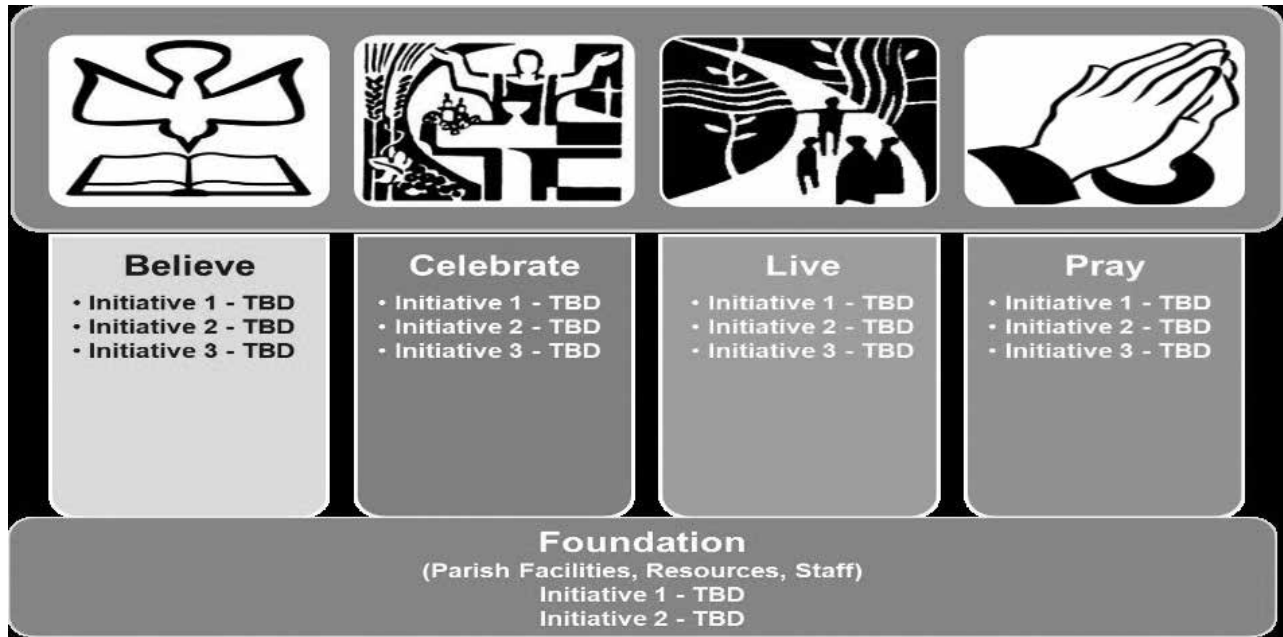 Believe
• Initiative 1 - TBD
• Initiative 2 - TBD
• Initiative 3 - TBD
Celebrate
• Initiative 1 - TBD
• Initiative 2 - TBD
• Initiative 3 - TBD
Live
• Initiative 1 - TBD
• Initiative 2 - TBD
• Initiative 3 - TBD
Pray
• Initiative 1 - TBD
• Initiative 2 - TBD
• Initiative 3 - TBD
Foundation
(Parish Facilities, Resources, Staff)
Initiative 1 - TBD
Initiative 2 - TBD